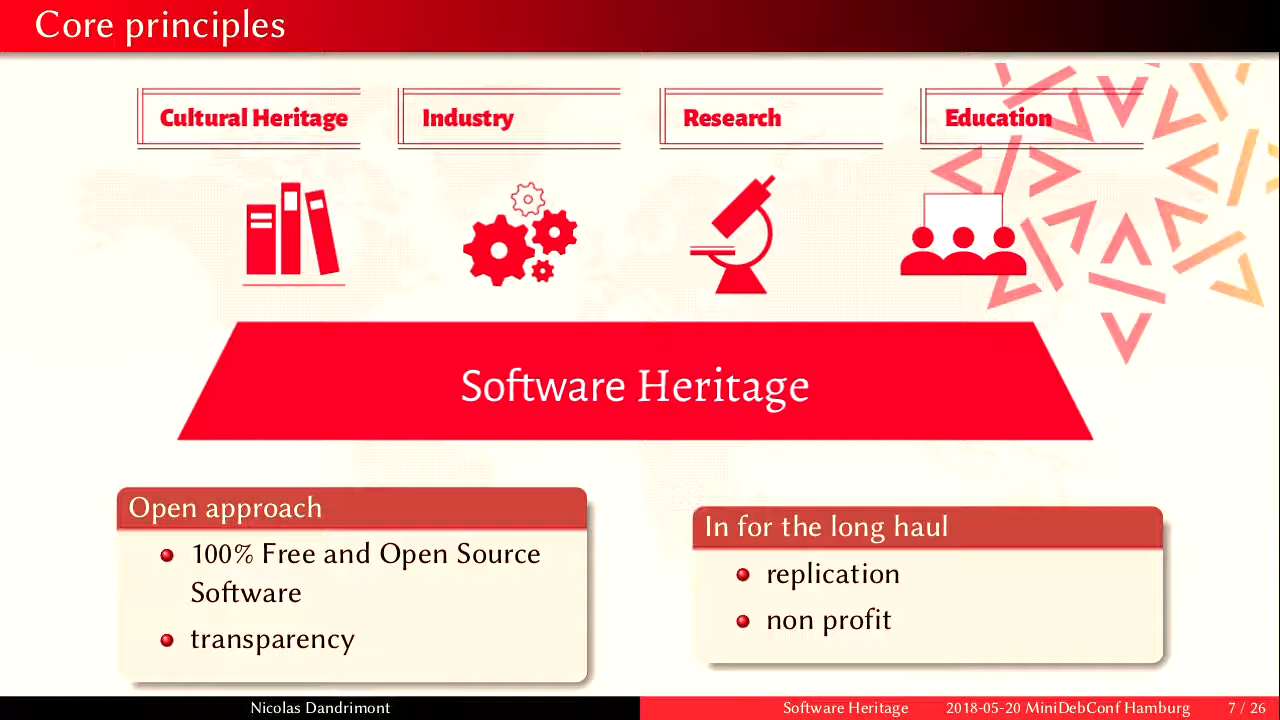 Core principles
Cultural Heritage
Industry
Research
Education
Software Heritage
Open approach
100% Free and Open Source
Software
transparency
In for the long haul
replication
non profit
Nicolas Dandrimont
Software Heritage
2018-05-20 MiniDebConf Hamburg
7 / 26